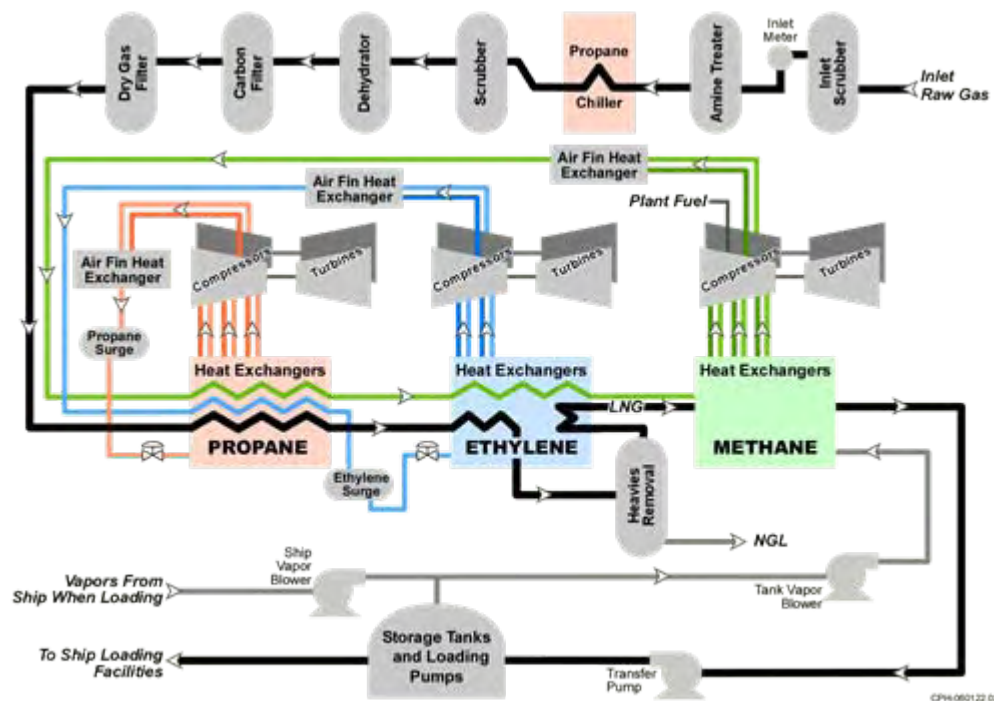 Dry Gas
Filter
Carbon
Filter
Dehydrator
Scrubber
Propane
Chiller
Amine Treater
Inlet
Meter
Inlet
Scrubber
Inlet
Raw Gas
Air Fin Heat
Exchanger
Air Fin Heat
Exchanger
Plant Fuel
Air Fin Heat
Exchanger
Compressors
Turbines
Compressors
Turbines
Compressors
Turbines
Propane
Surge
Heat Exchangers
PROPANE
Heat Exchangers
ETHYLENE
LNG
Heat Exchangers
METHANE
Ethylene
Surge
Heavies
Removal
NGL
Ship
Vapor
Blower
Vapors From
Ship When Loading
Tank Vapor
Blower
To Ship Loading
Facilities
Storage Tanks
and Loading
Pumps
Transfer
Pump